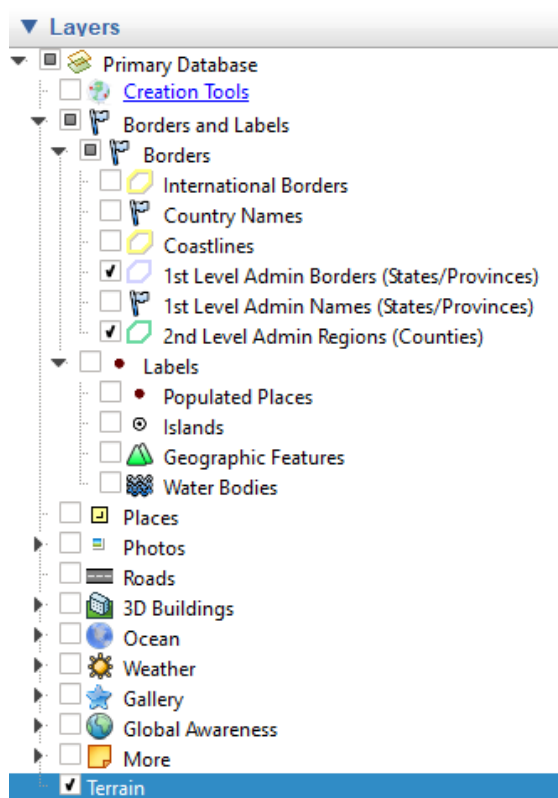 Layers
Primary Database
Creation Tools
Borders and Labels
Borders
International Borders
Country Names
Coastlines
1st Level Admin Borders (States/Provinces)
1st Level Admin Names (States/Provinces)
2nd Level Admin Regions (Counties)
Labels
Populated Places
Islands
Geographic Features
Water Bodies
Places
Photos
Roads
3D Buildings
Ocean
Weather
Gallery
Global Awareness
More
Terrain